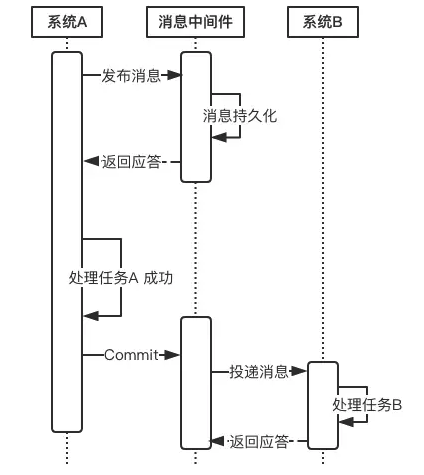 系统A
消息中间件
系统B
发布消息
消息持久化
返回应答
处理任务A 成功
Commit
投递消息
处理任务B
返回应答